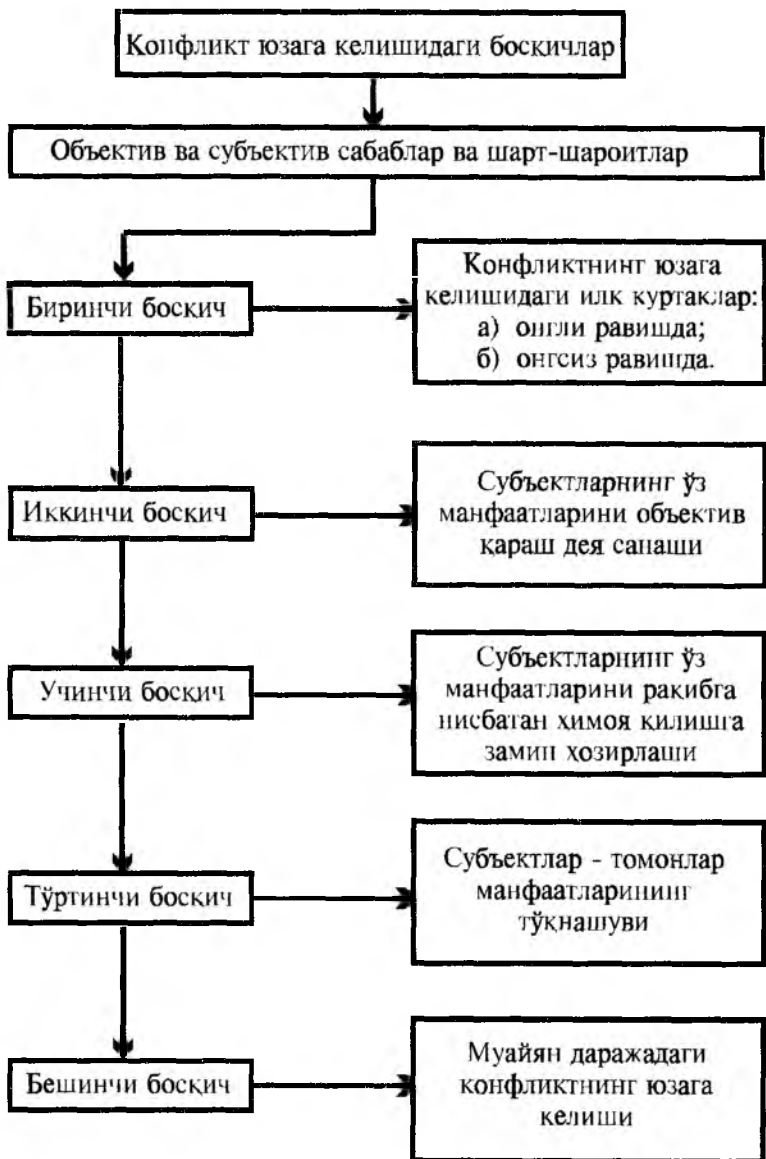 Конфликт юзага келишидаги босқичлар
Объектив ва субъектив сабаблар ва шарт-шароитлар
Биринчи босқич
Конфликтнинг юзага
келишидаги илк куртаклар:
а) онгли равишда;
б) онгсиз равишда.
Иккинчи босқич
Субъектларнинг ўз
манфаатларини объектив
қараш дея санаши
Учинчи босқич
Субъектларнинг ўз
манфаатларини рақибга
нисбатан ҳимоя қилишга
замин ҳозирлаши
Тўртинчи босқич
Субъектлар - томонлар
манфаатларининг
тўқнашуви
Бешинчи босқич
Муайян даражадаги
конфликтнинг юзага
келиши